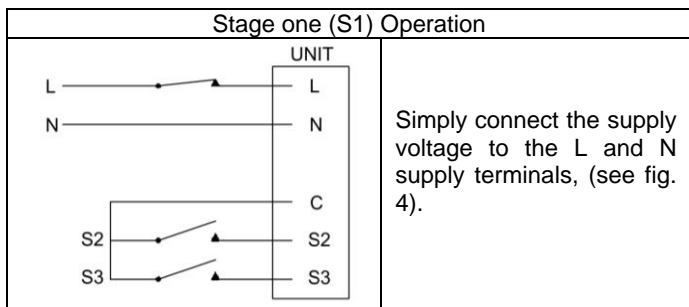 Stage one (S1) Operation
UNIT
L L
N N
C
S2 S2
S3 S3
Simply connect the supply
voltage to the L and N
supply terminals, (see fig.
4).